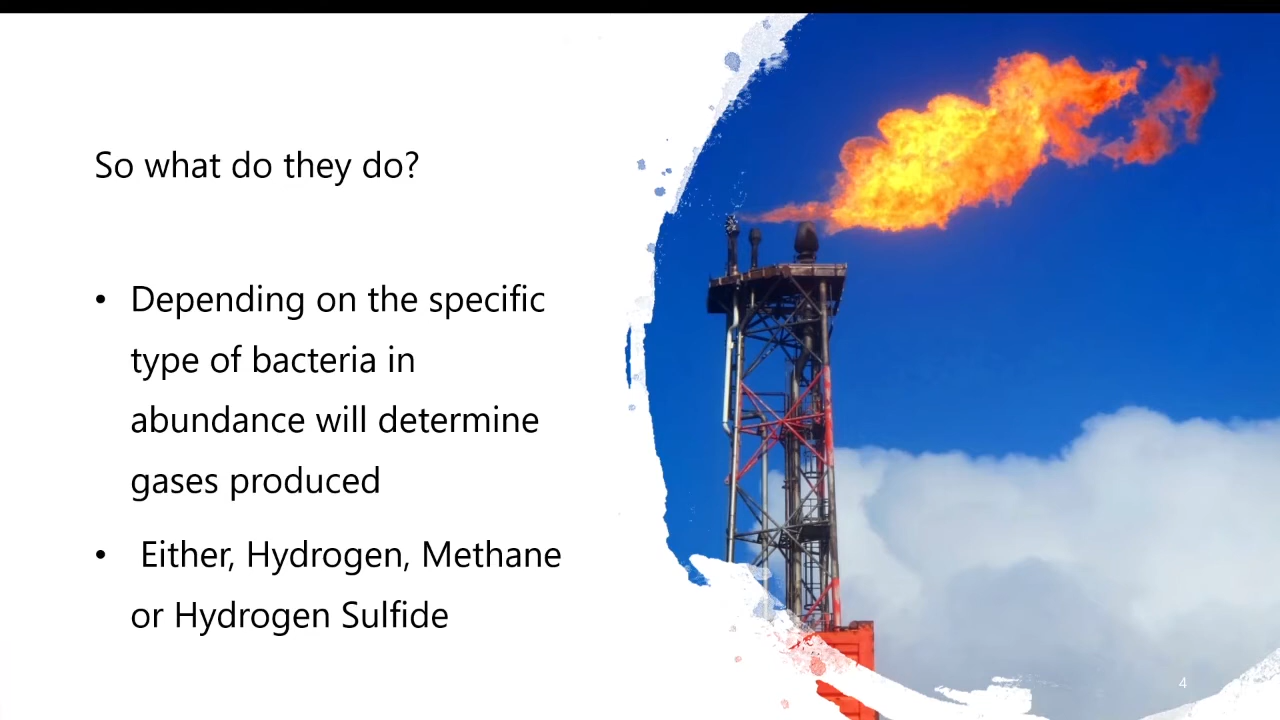 So what do they do?
• Depending on the specific
type of bacteria in
abundance will determine
gases produced
• Either, Hydrogen, Methane
or Hydrogen Sulfide
4